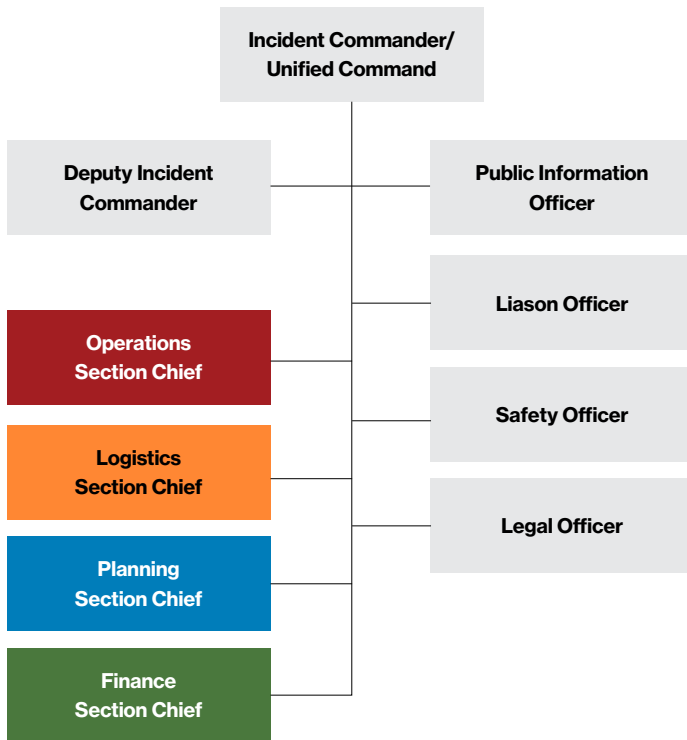 Incident Commander/
Unified Command
Deputy Incident
Commander
Public Information
Officer
Liason Officer
Operations
Section Chief
Safety Officer
Logistics
Section Chief
Legal Officer
Planning
Section Chief
Finance
Section Chief